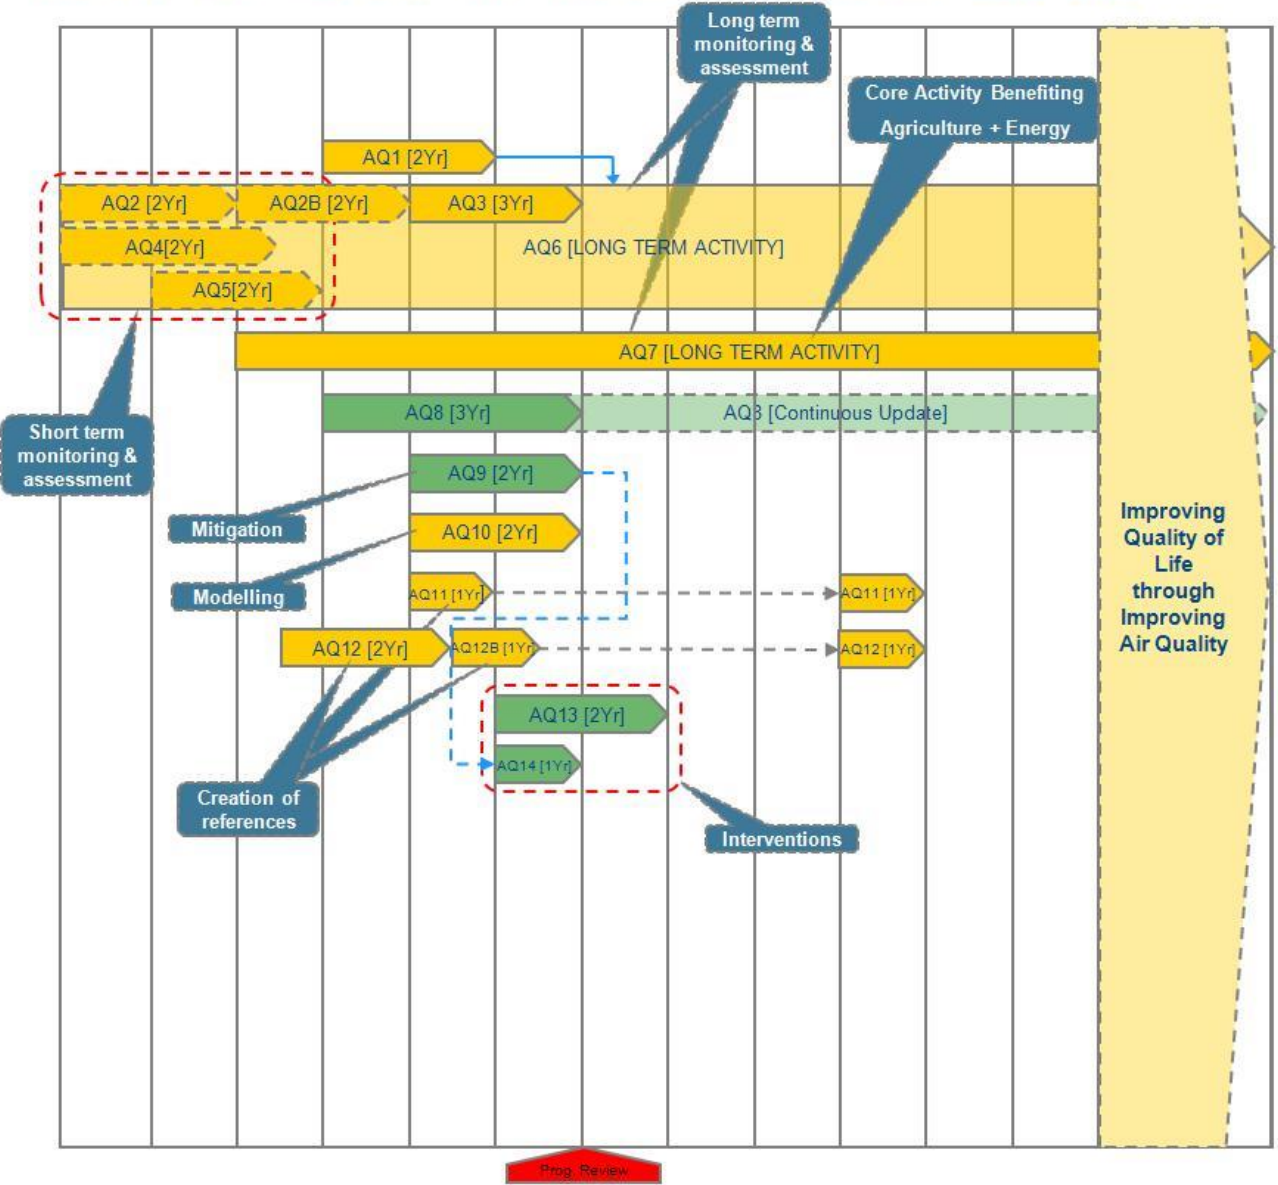 Long term
monitoring &
assessment
Core Activity Benefiting
Agriculture + Energy
AQ1 [2Yr]
AQ2 [2Yr]
AQ2B [2Yr]
AQ3 [3Yr]
AQ4[2Yr]
AQ6 [LONG TERM ACTIVITY]
AQ5[2Yr]
AQ7 [LONG TERM ACTIVITY]
AQ8 [3Yr]
AQ8 [Continuous Update]
Short term
monitoring &
assessment
AQ9 [2Yr]
Mitigation
AQ10 [2Yr]
Modelling
AQ11 [1Yr]
AQ11 [1Yr]
AQ12 [2Yr]
AQ12B [1Yr]
AQ12 [1Yr]
Improving
Quality of
Life
through
Improving
Air Quality
AQ13 [2Yr]
AQ14 [1Yr]
Creation of
references
Interventions
Prog. Review